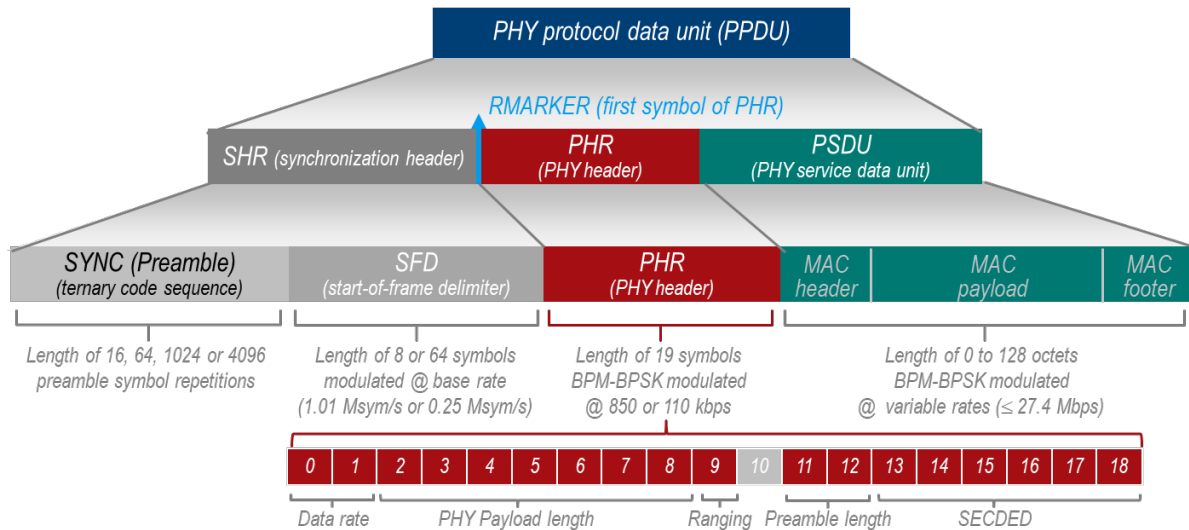 PHY protocol data unit (PPDU)
RMARKER (first symbol of PHR)
SHR (synchronization header)
PHR
(PHY header)
PSDU
(PHY service data unit)
SYNC (Preamble)
(ternary code sequence)
SFD
(start-of-frame delimiter)
PHR
(PHY header)
MAC
header
MAC
payload
MAC
footer
Length of 16, 64, 1024 or 4096
preamble symbol repetitions
Length of 8 or 64 symbols
modulated @ base rate
(1.01 Msym/s or 0.25 Msym/s)
Length of 19 symbols
BPM-BPSK modulated
@ 850 or 110 kbps
Length of 0 to 128 octets
BPM-BPSK modulated
@ variable rates (≤ 27.4 Mbps)
0 1 2 3 4 5 6 7 8 9 10 11 12 13 14 15 16 17 18
Data rate PHY Payload length Ranging Preamble length SECDED